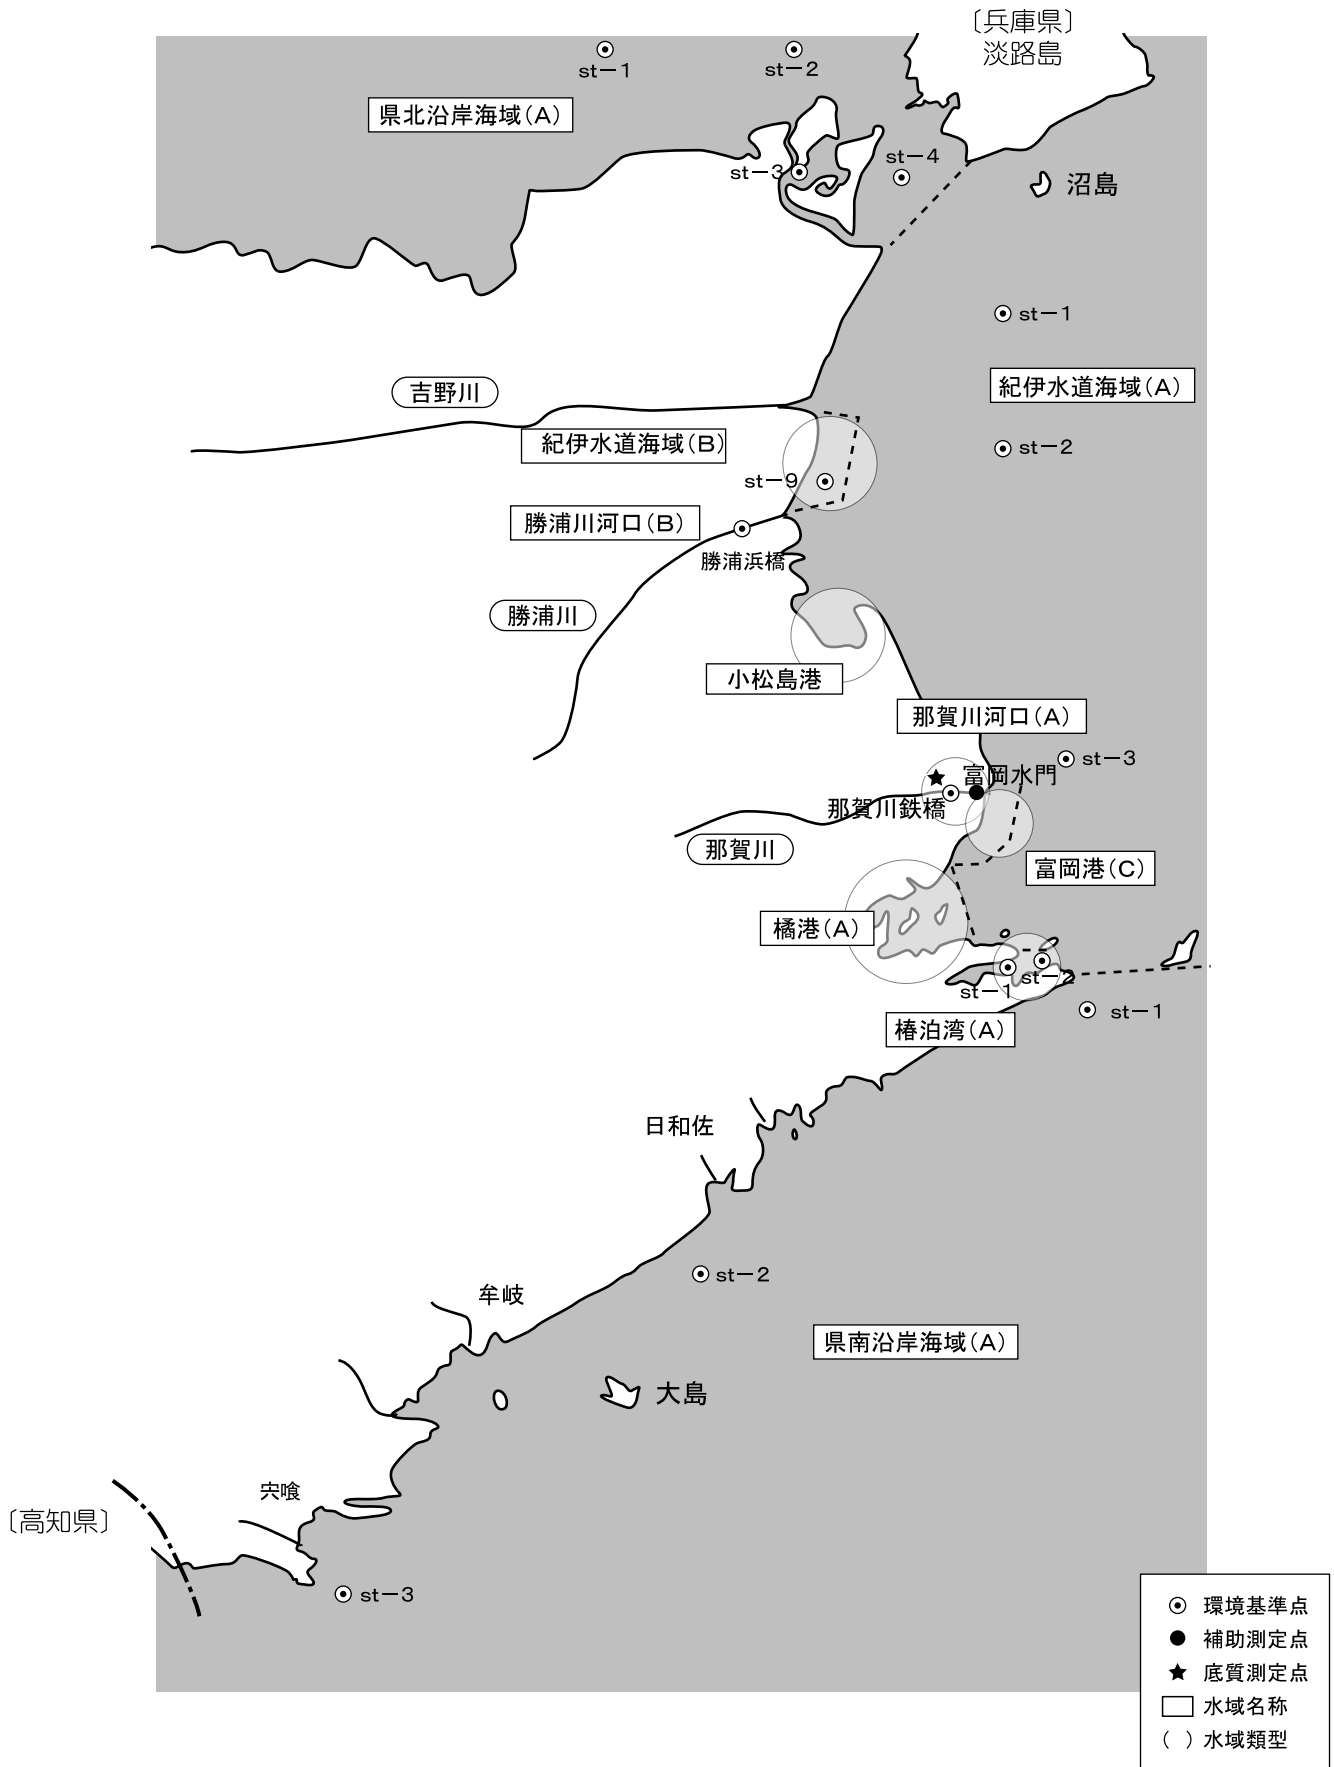 〔兵庫県〕
淡路島
st－1
st－2
県北沿岸海域（A）
st－3
st－4
沼島
st－1
紀伊水道海域（A）
吉野川
紀伊水道海域（B）
st－2
st－9
勝浦川河口（B）
勝浦浜橋
勝浦川
小松島港
那賀川河口（A）
st－3
富岡水門
那賀川鉄橋
那賀川
富岡港（C）
橘港（A）
st－2
st－1
st－1
椿泊湾（A）
日和佐
st－2
牟岐
県南沿岸海域（A）
大島
宍喰
〔高知県〕
st－3
環境基準点
補助測定点
底質測定点
水域名称
（ ）水域類型